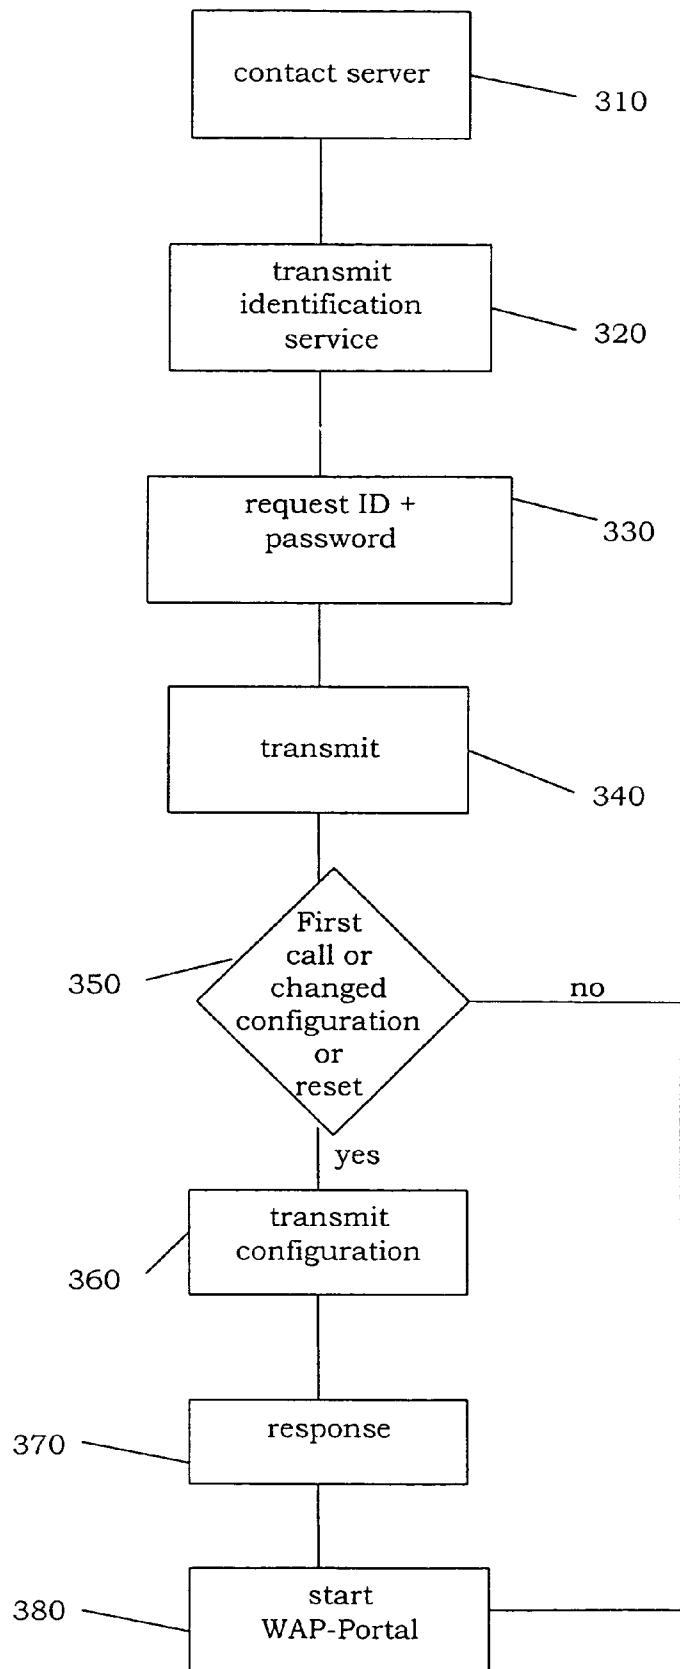 contact server
310
transmit
identification
service
320
request ID +
password
330
transmit
340
First
call or
changed
configuration
or
reset
350
no
yes
transmit
configuration
360
response
370
start
WAP-Portal
380